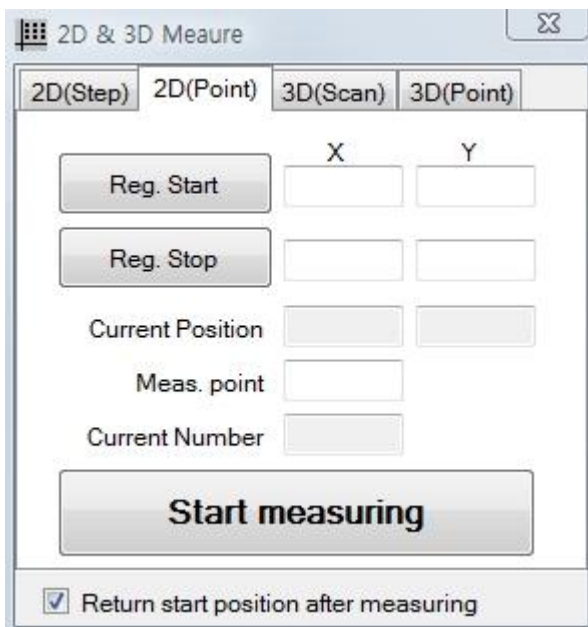 2D & 3D Meaure
2D(Step) 2D(Point) 3D(Scan) 3D(Point)
X Y
Reg. Start
Reg. Stop
Current Position
Meas. point
Current Number
Start measuring
Return start position after measuring